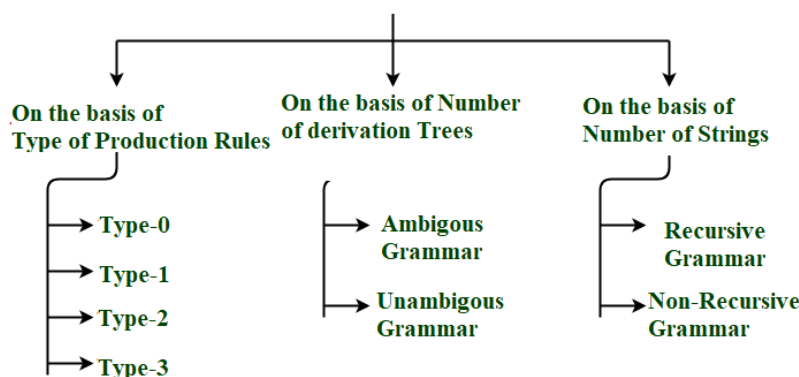 On the basis of
Type of Production Rules
Type-0
Type-1
Type-2
Type-3
On the basis of Number
of derivation Trees
Ambigous
Grammar
Unambigous
Grammar
On the basis of
Number of Strings
Recursive
Grammar
Non-Recursive
Grammar